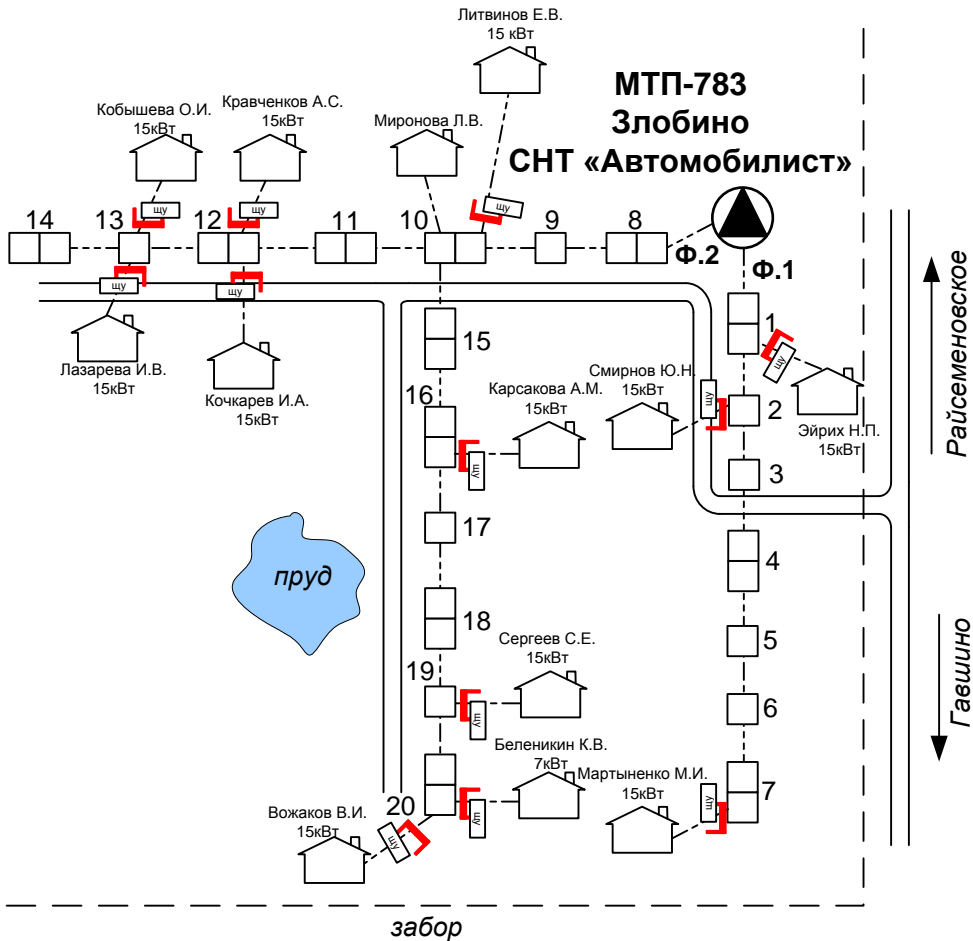 Литвинов Е.В.
15 кВт
МТП-783
Злобино
СНТ «Автомобилист»
Кобышева О.И.
15кВт
Кравченков А.С.
15кВт
Миронова Л.В.
щу
щу
щу
14
13
12
11
10
9
8
Ф.2
Ф.1
щу
щу
Лазарева И.В.
15кВт
Кочкарев И.А.
15кВт
1
щу
Эйрих Н.П.
15кВт
Смирнов Ю.Н.
15кВт
щу
2
3
4
5
6
7
15
16
Карсакова А.М.
15кВт
щу
17
18
пруд
19
Сергеев С.Е.
15кВт
щу
Беленикин К.В.
7кВт
щу
20
Вожаков В.И.
15кВт
щу
Мартыненко М.И.
15кВт
щу
Райсеменовское
Гавшино
забор